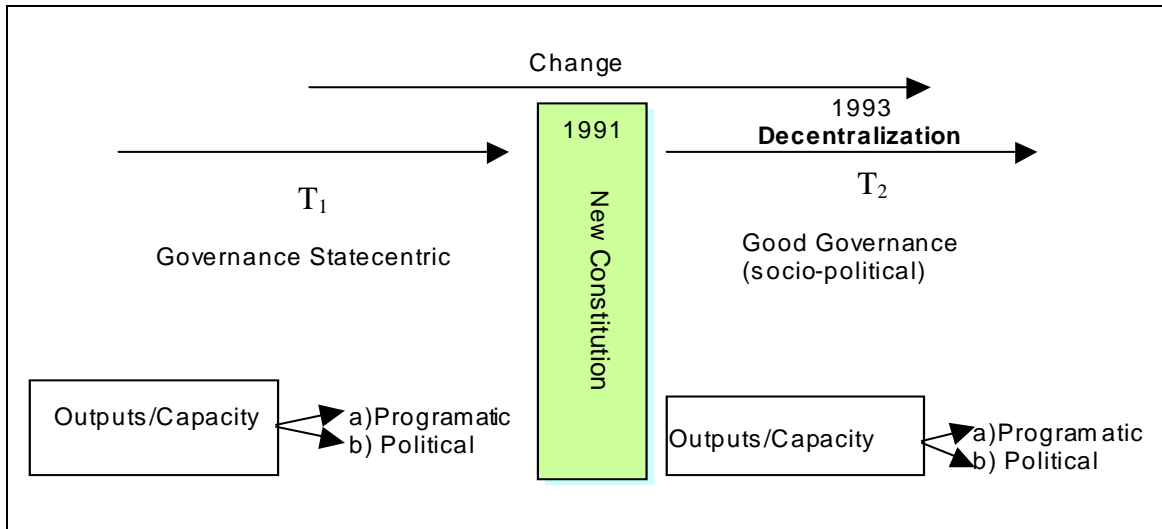 Change
1991
1993
Decentralization
T1
T2
New Constitution
Governance Statecentric
Good Governance
(socio-political)
Outputs/Capacity
a)Programatic
b) Political
Outputs/Capacity
a)Programatic
b) Political